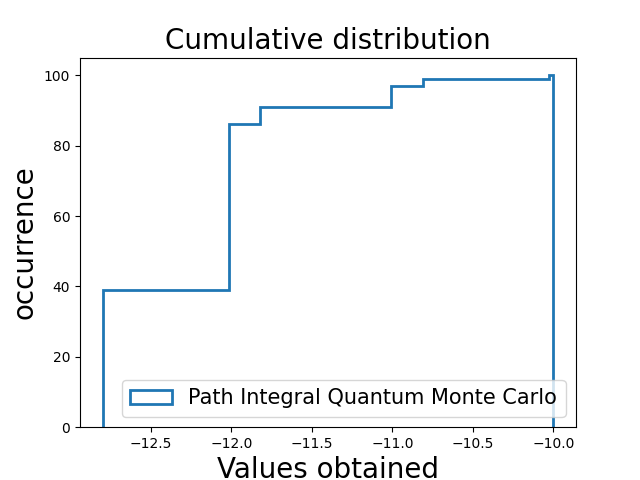 Cumulative distribution
occurrence
100
80
60
40
20
0
Path Integral Quantum Monte Carlo
−12.5 −12.0 −11.5 −11.0 −10.5 −10.0
Values obtained